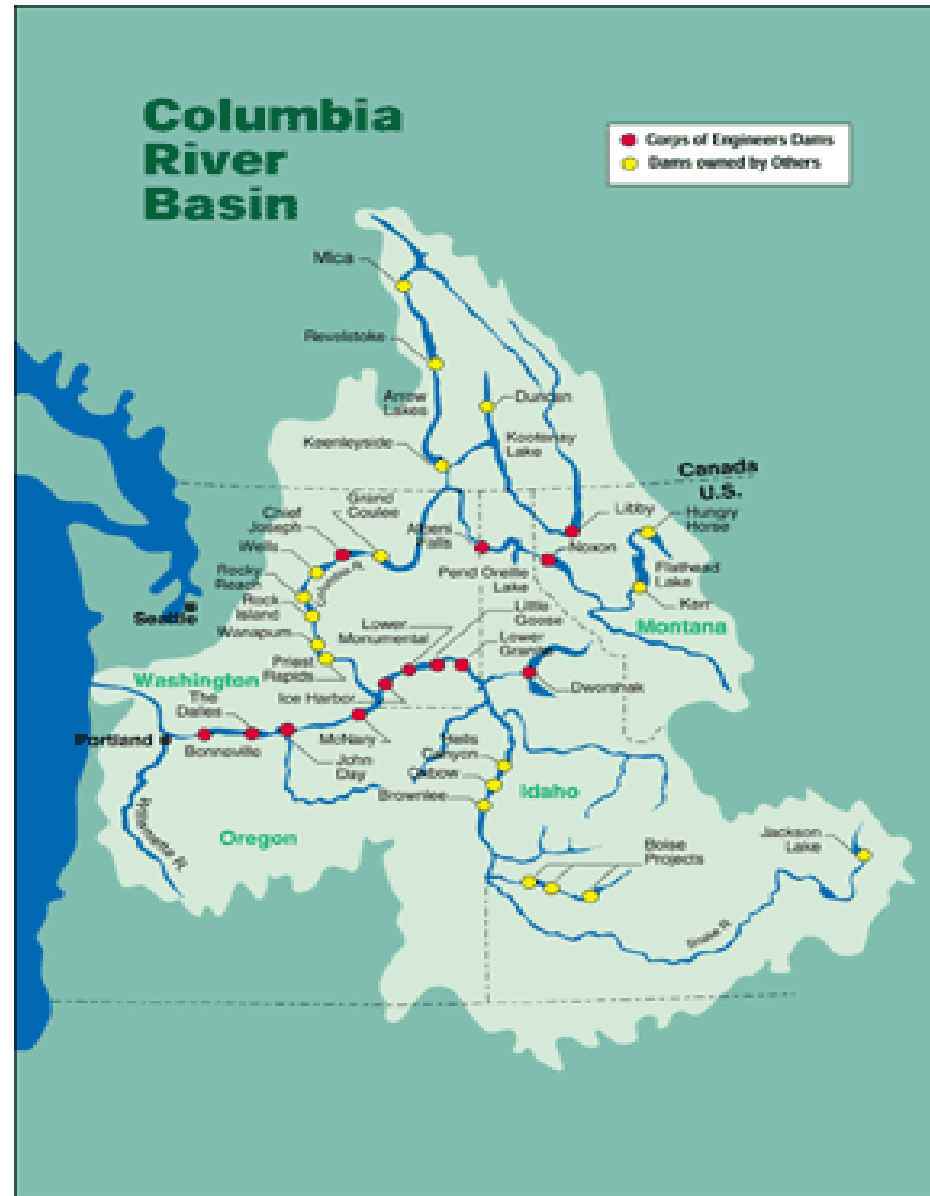 Columbia
River
Basin
Corps of Engineers Dams
Dams owned by Others
Mica
Revelstoke
Arrow
Lakes
Duncan
Keenleyside
Kootenay
Lake
Canada
U.S.
Grand
Coulee
Chief
Joseph
Libby
Hungry
Horse
Albeni
Falls
Noxon
Wells
Columbia R.
Pend Oreille
Lake
Flathead
Lake
Rocky
Reach
Rock
Island
Kerr
Seattle
Little
Goose
Lower
Monumental
Lower
Granite
Montana
Wanapum
Priest
Rapids
Washington
Ice Harbor
Dworshak
The
Dalles
Portland
Bonneville
McNary
John
Day
Hells
Canyon
Oxbow
Brownlee
Idaho
Willamette R.
Oregon
Boise
Projects
Jackson
Lake
Snake R.